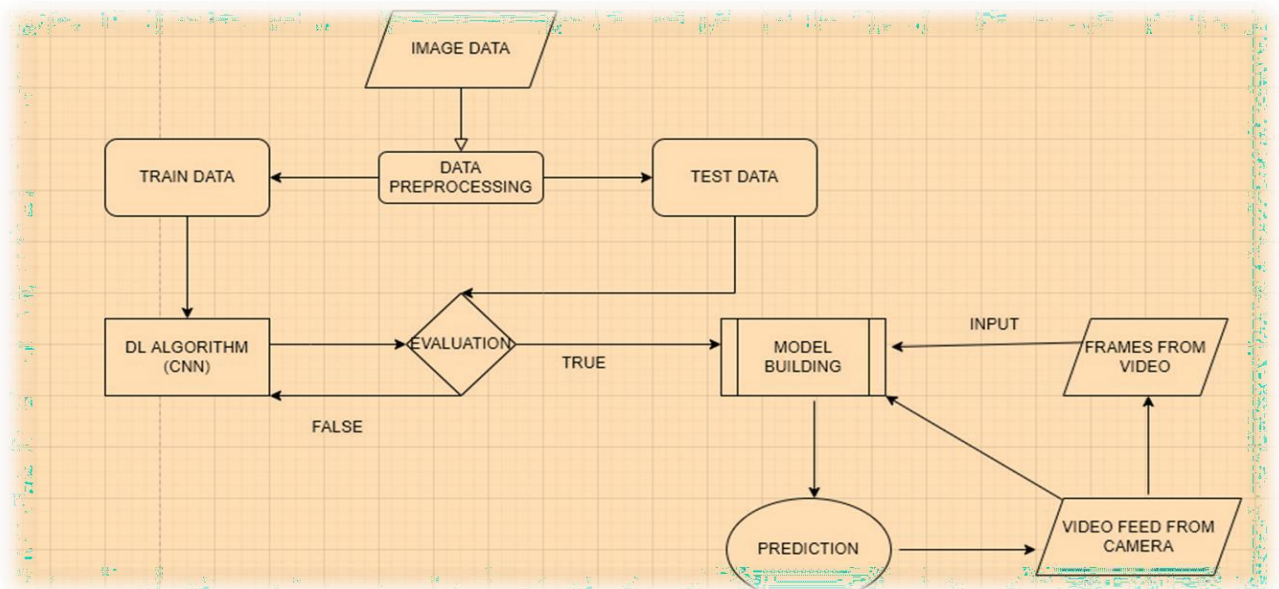 IMAGE DATA
TRAIN DATA
DATA
PREPROCESSING
TEST DATA
DL ALGORITHM
(CNN)
EVALUATION
TRUE
FALSE
MODEL
BUILDING
INPUT
FRAMES FROM
VIDEO
PREDICTION
VIDEO FEED FROM
CAMERA